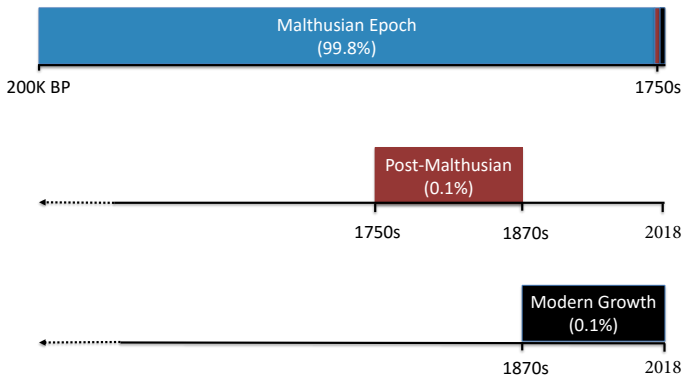 Malthusian Epoch
(99.8%)
200K BP
1750s
Post-Malthusian
(0.1%)
1750s
1870s
2018
Modern Growth
(0.1%)
1870s
2018